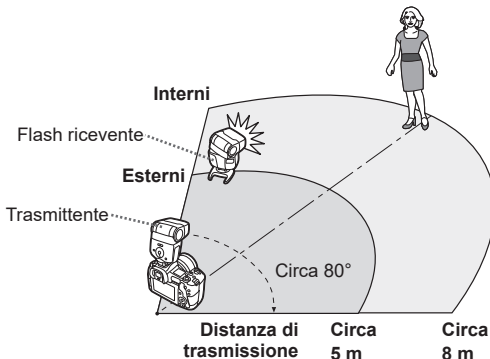 Interni
Flash ricevente
Esterni
Trasmittente
Circa 80°
Distanza di
trasmissione
Circa
5 m
Circa
8 m